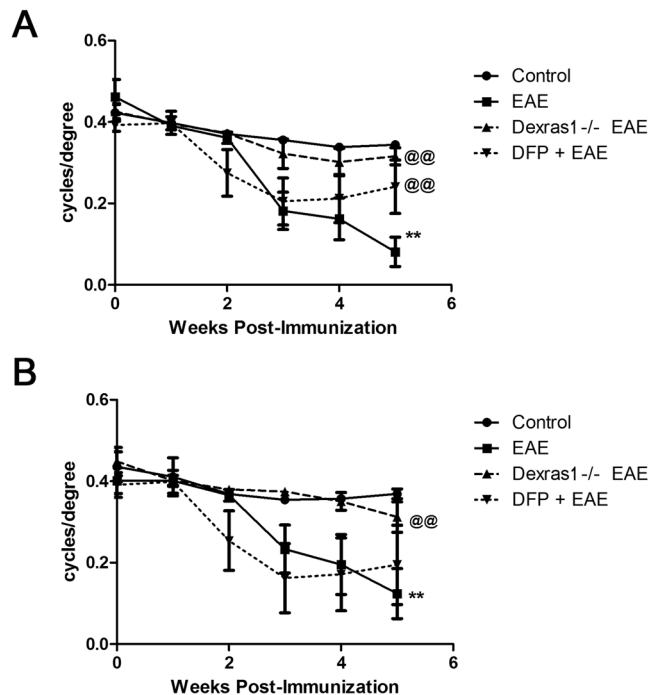 A
0.6
0.4
0.2
0.0
cycles/degree
0 2 4 6
Weeks Post-Immunization
@@
@@
**
Control
EAE
Dexras1-/- EAE
DFP + EAE
B
0.6
0.4
0.2
0.0
cycles/degree
0 2 4 6
Weeks Post-Immunization
@@
**
Control
EAE
Dexras1-/- EAE
DFP + EAE